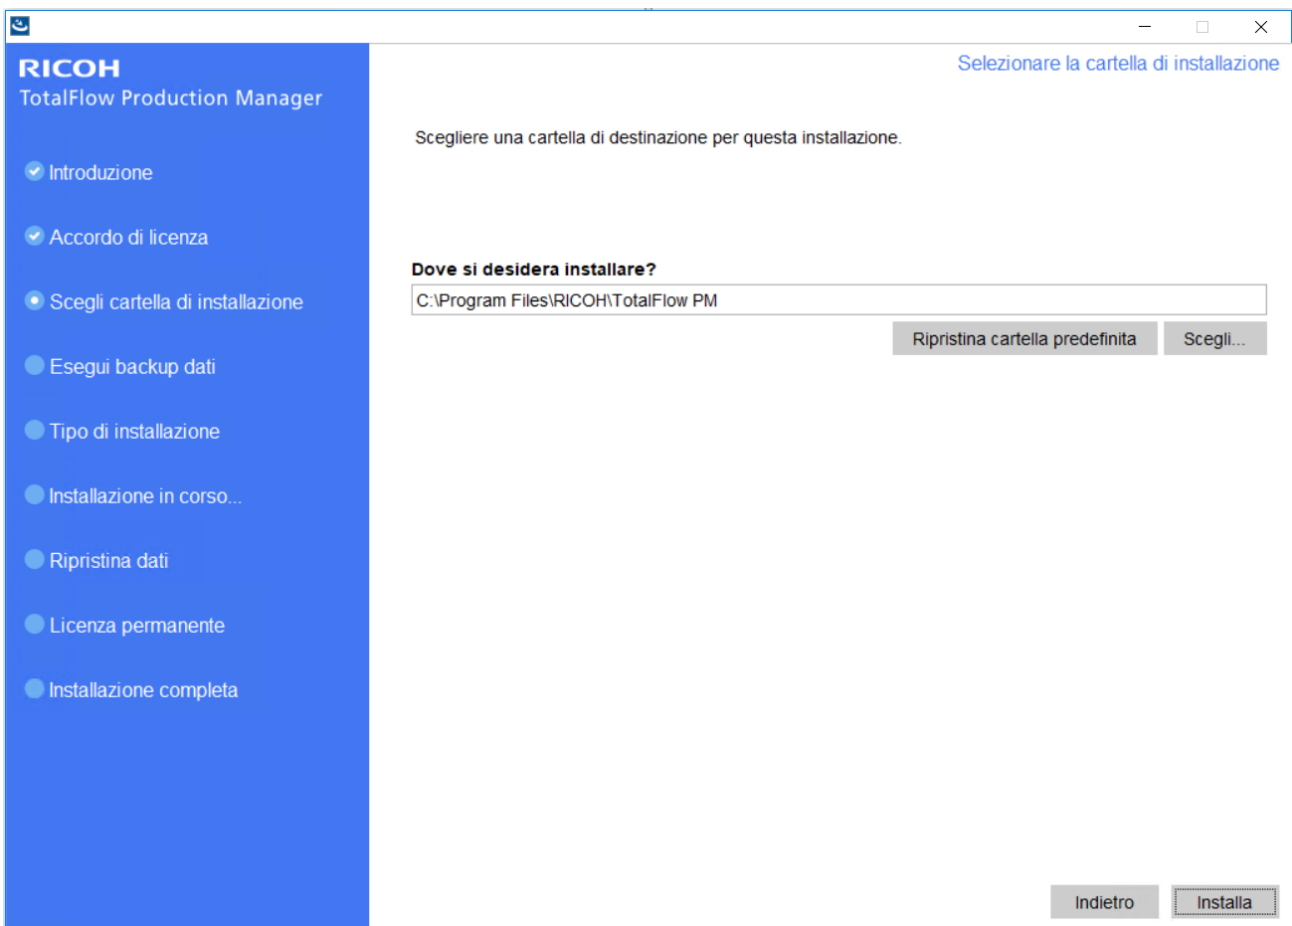 Selezionare la cartella di installazione
RICOH
TotalFlow Production Manager
Introduzione
Accordo di licenza
Scegli cartella di installazione
Esegui backup dati
Tipo di installazione
Installazione in corso...
Ripristina dati
Licenza permanente
Installazione completa
Scegliere una cartella di destinazione per questa installazione.
Dove si desidera installare?
C:\Program Files\RICOH\TotalFlow PM
Ripristina cartella predefinita
Scegli...
Indietro
Installa